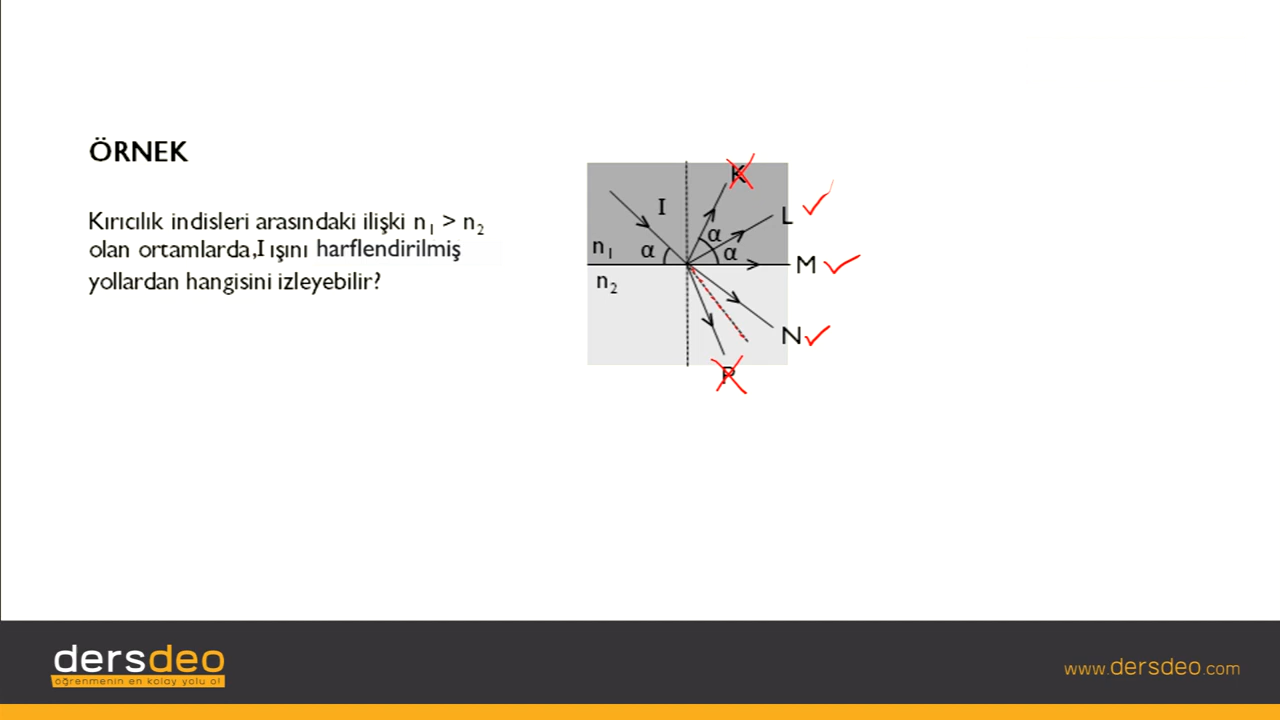 ÖRNEK
Kırıcılık indisleri arasındaki ilişki n₁ > n₂
olan ortamlarda,I ışını harflendirilmiş
yollardan hangisini izleyebilir?
K
I
L
α
n₁
α
α
M
n₂
N
P
dersdeo
öğrenmenin en kolay yolu
www.dersdeo.com